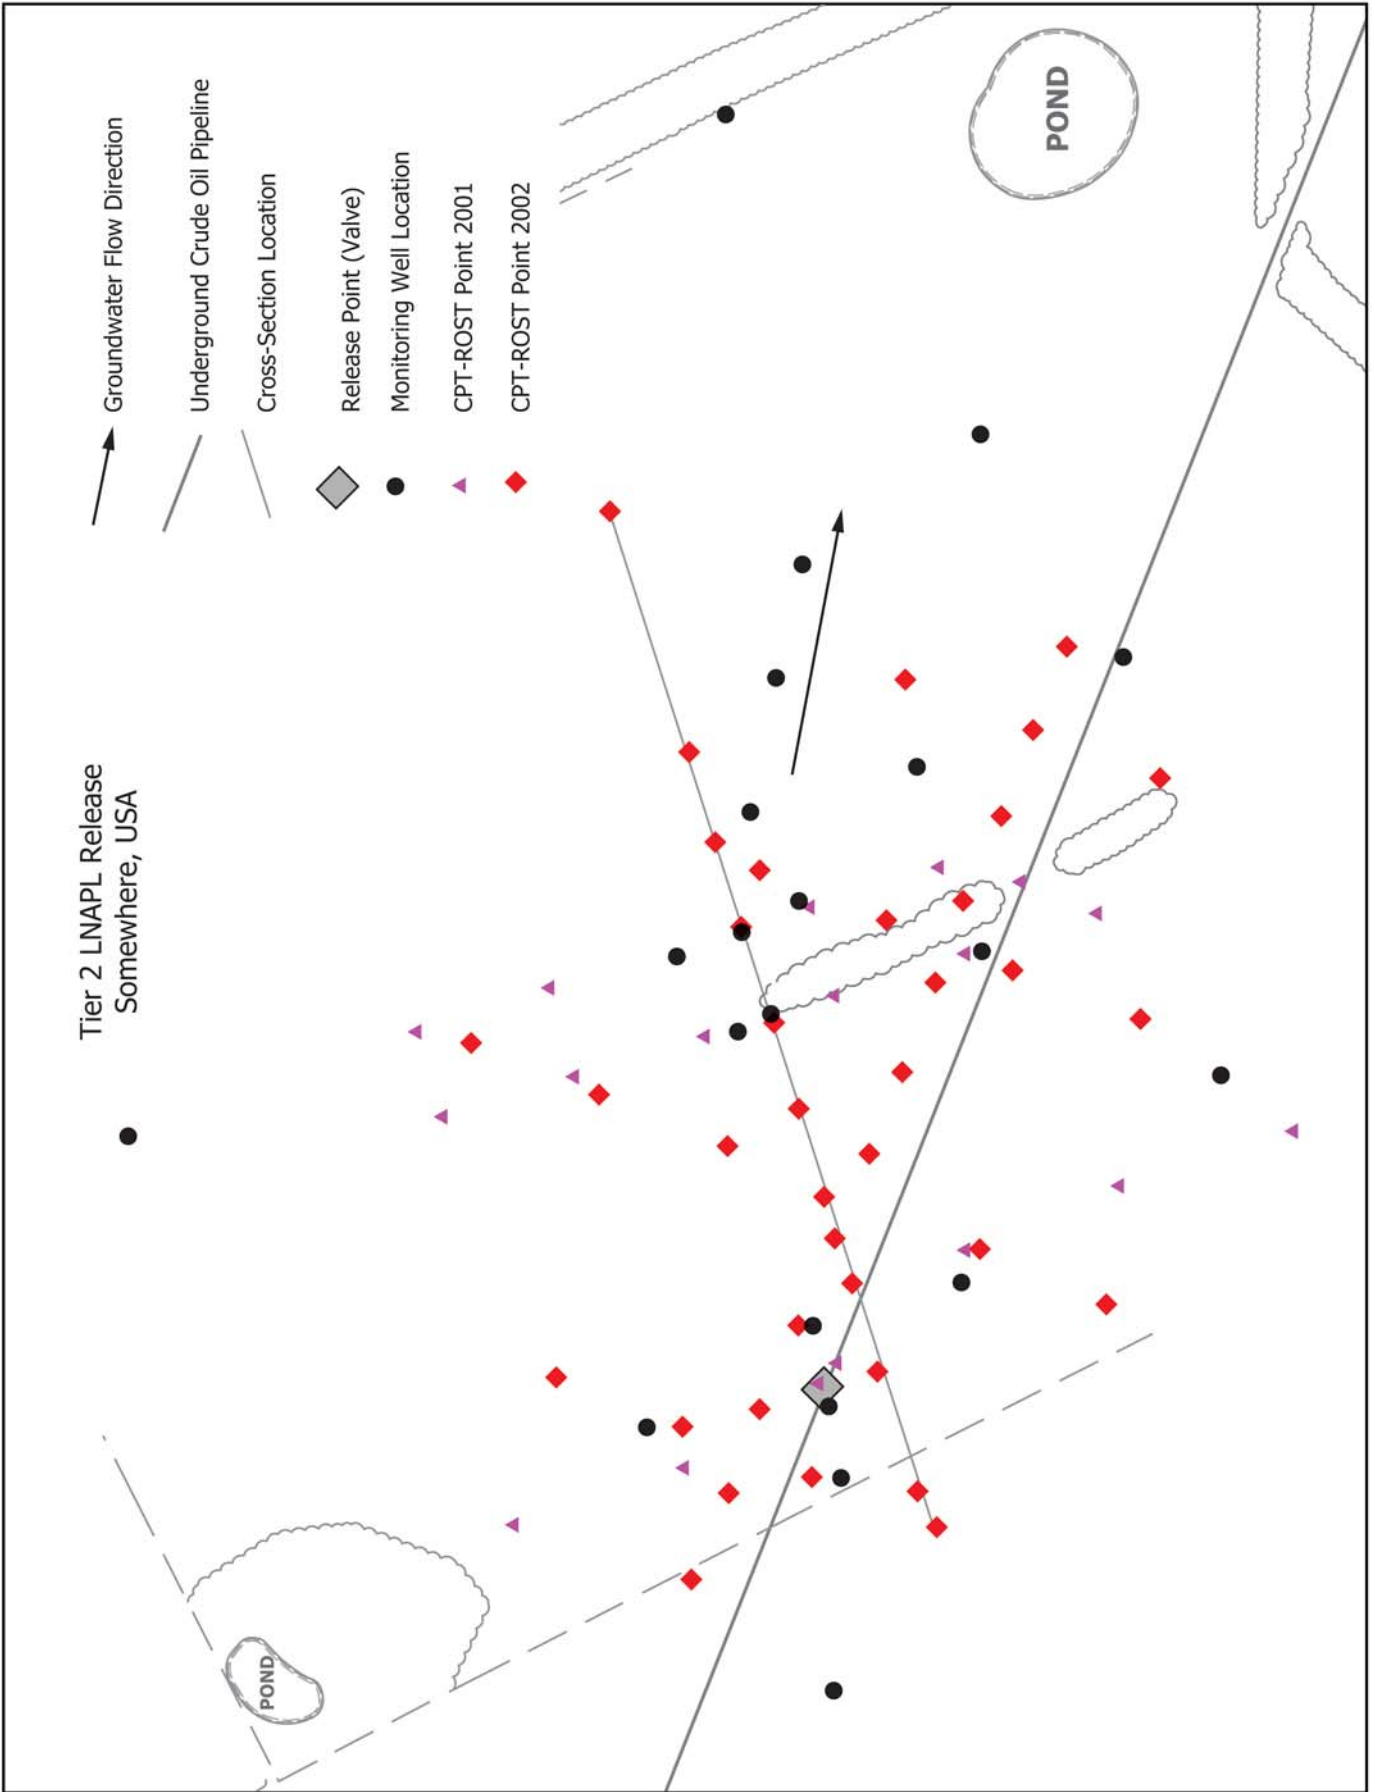 Tier 2 LNAPL Release
Somewhere, USA
Groundwater Flow Direction
Underground Crude Oil Pipeline
Cross-Section Location
Release Point (Valve)
Monitoring Well Location
CPT-ROST Point 2001
CPT-ROST Point 2002
POND
POND